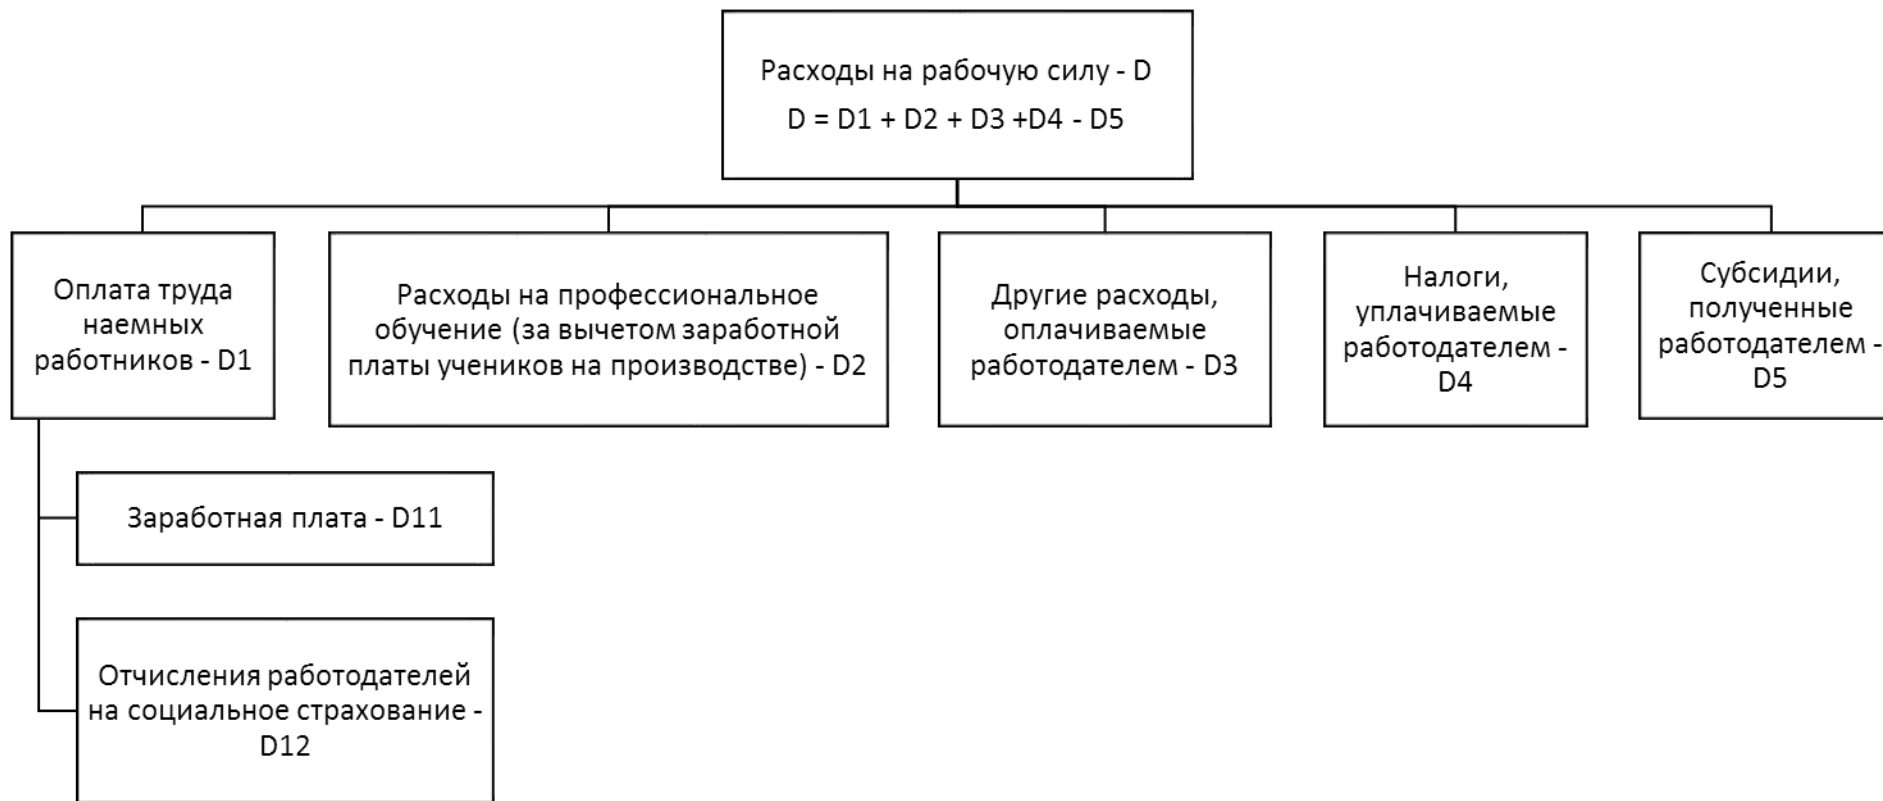 Расходы на рабочую силу - D
D = D1 + D2 + D3 +D4 - D5
Оплата труда
наемных
работников - D1
Расходы на профессиональное
обучение (за вычетом заработной
платы учеников на производстве) - D2
Другие расходы,
оплачиваемые
работодателем - D3
Налоги,
уплачиваемые
работодателем -
D4
Субсидии,
полученные
работодателем -
D5
Заработная плата - D11
Отчисления работодателей
на социальное страхование -
D12